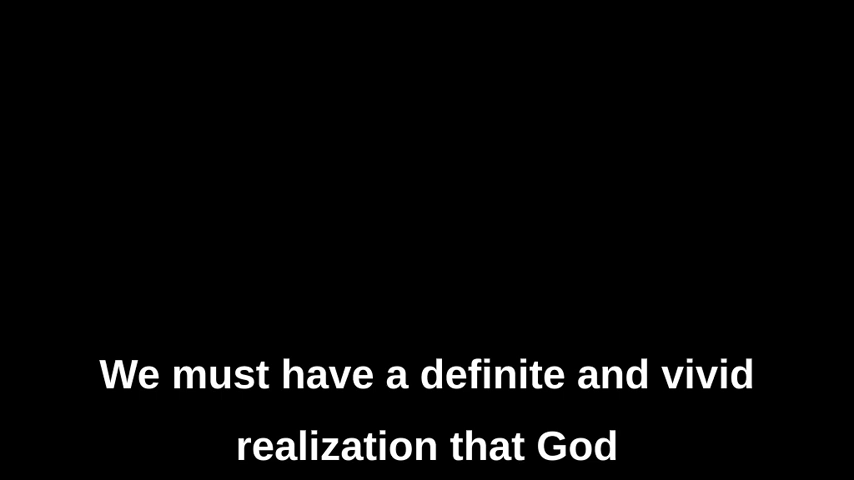 We must have a definite and vivid
realization that God